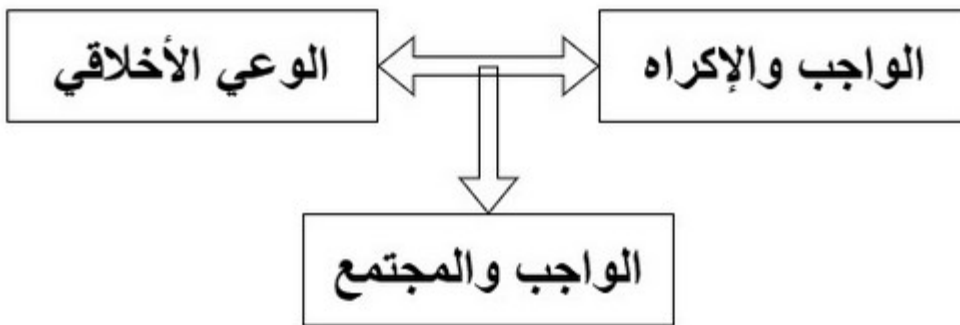 الواجب والإكراه
الوعي الأخلاقي
الواجب والمجتمع